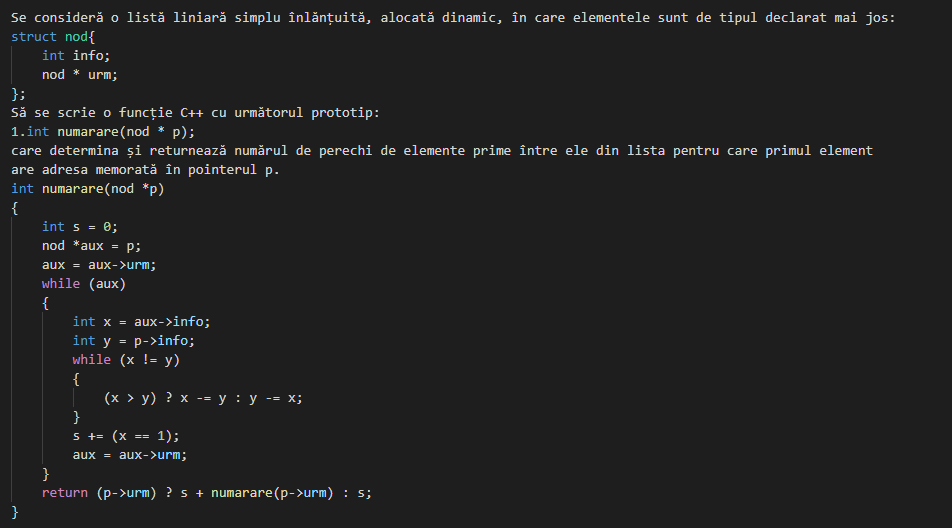 Se consideră o listă liniară simplu înlănțuită, alocată dinamic, în care elementele sunt de tipul declarat mai jos:
struct nod{
    int info;
    nod * urm;
};
Să se scrie o funcție C++ cu următorul prototip:
1.int numarare(nod * p);
care determina și returnează numărul de perechi de elemente prime între ele din lista pentru care primul element
are adresa memorată în pointerul p.
int numarare(nod *p)
{
    int s = 0;
    nod *aux = p;
    aux = aux->urm;
    while (aux)
    {
        int x = aux->info;
        int y = p->info;
        while (x != y)
        {
            (x > y) ? x -= y : y -= x;
        }
        s += (x == 1);
        aux = aux->urm;
    }
    return (p->urm) ? s + numarare(p->urm) : s;
}